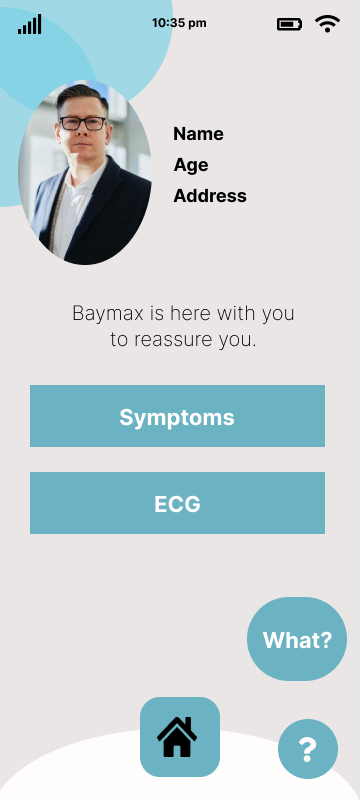 10:35 pm
Name
Age
Address
Baymax is here with you
to reassure you.
Symptoms
ECG
What?
?